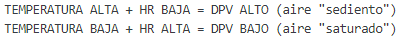 TEMPERATURA ALTA + HR BAJA = DPV ALTO (aire "sediento")
TEMPERATURA BAJA + HR ALTA = DPV BAJO (aire "saturado")